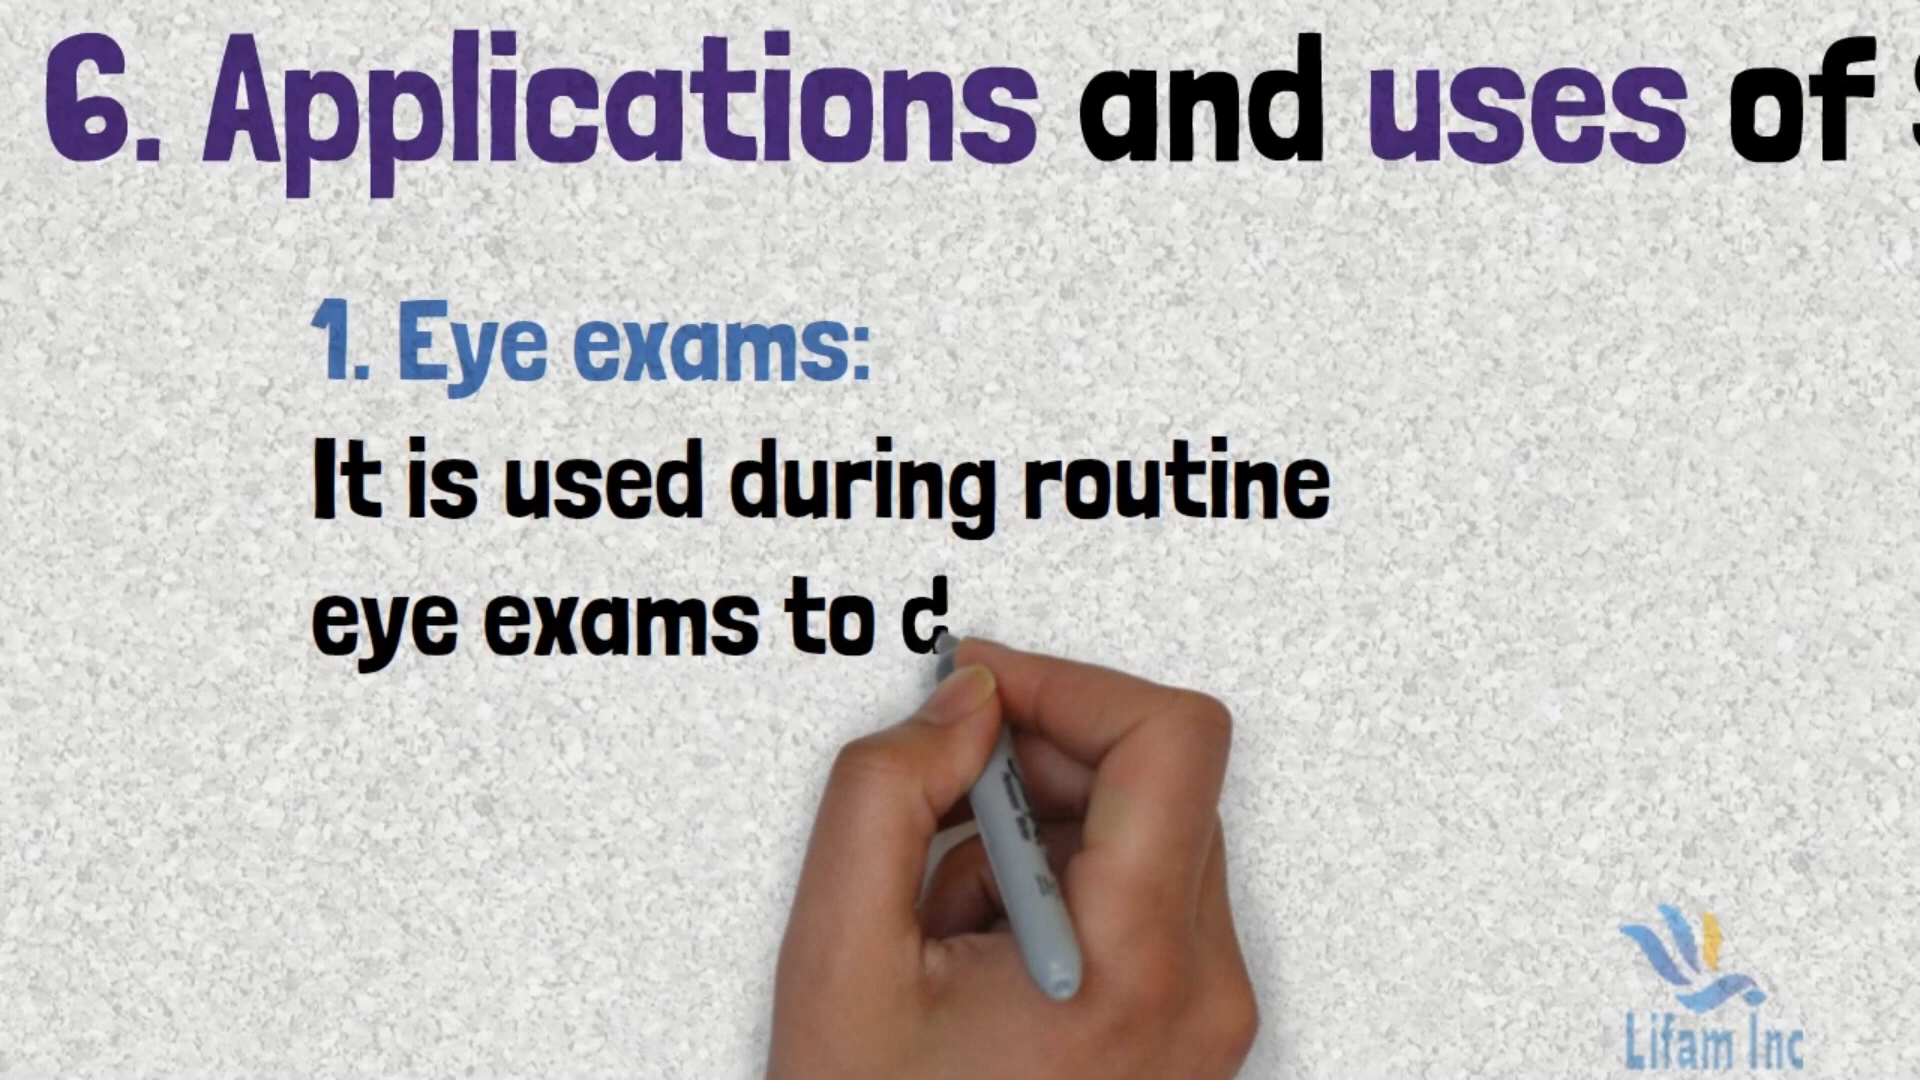 6. Applications and uses of
1. Eye exams:
It is used during routine
eye exams to d
Lifam Inc